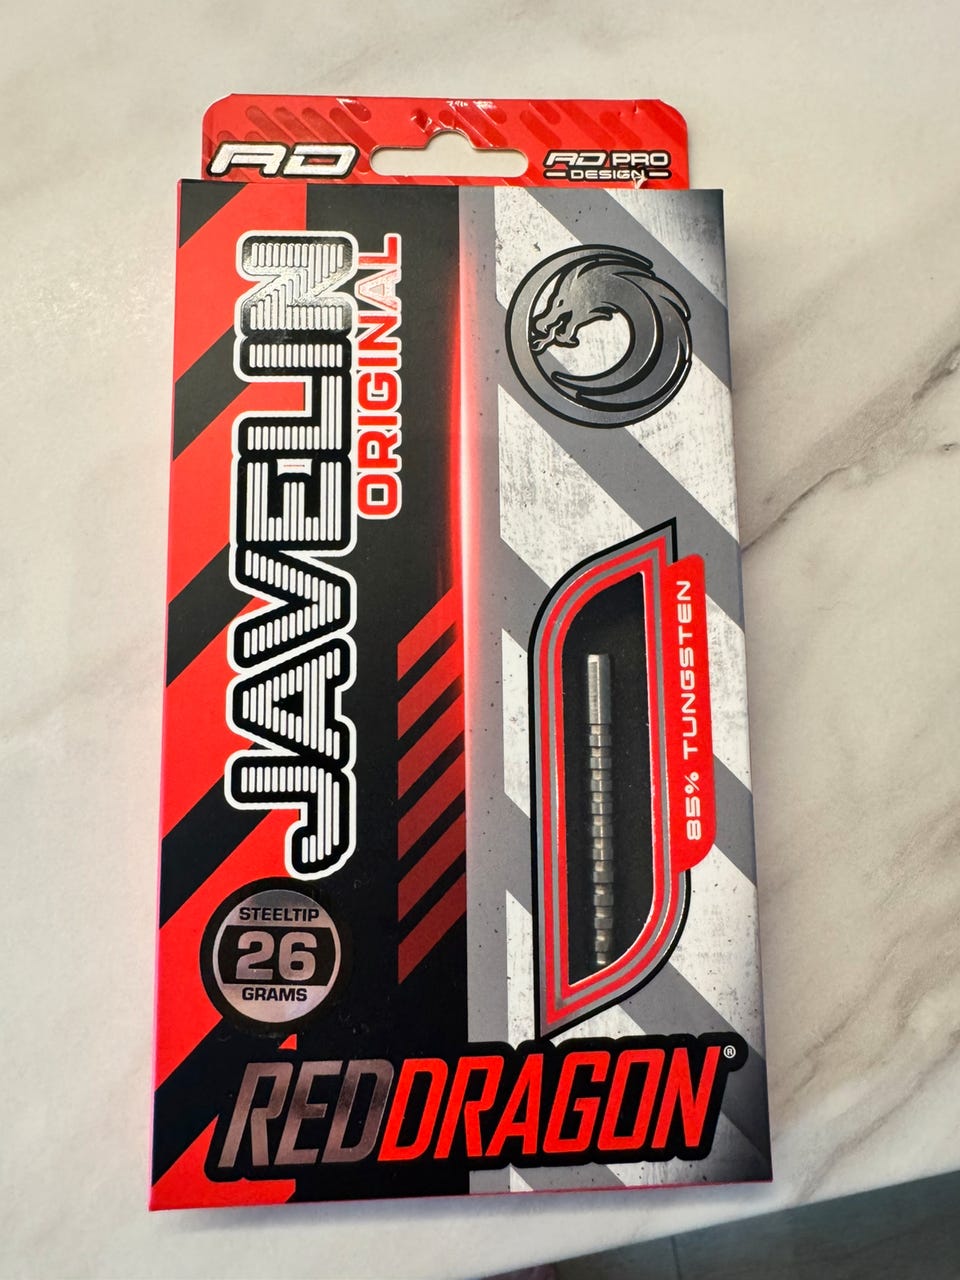 RD
RD PRO
DESIGN
JAVELIN
ORIGINAL
85% TUNGSTEN
STEELTIP
26
GRAMS
REDDRAGON®